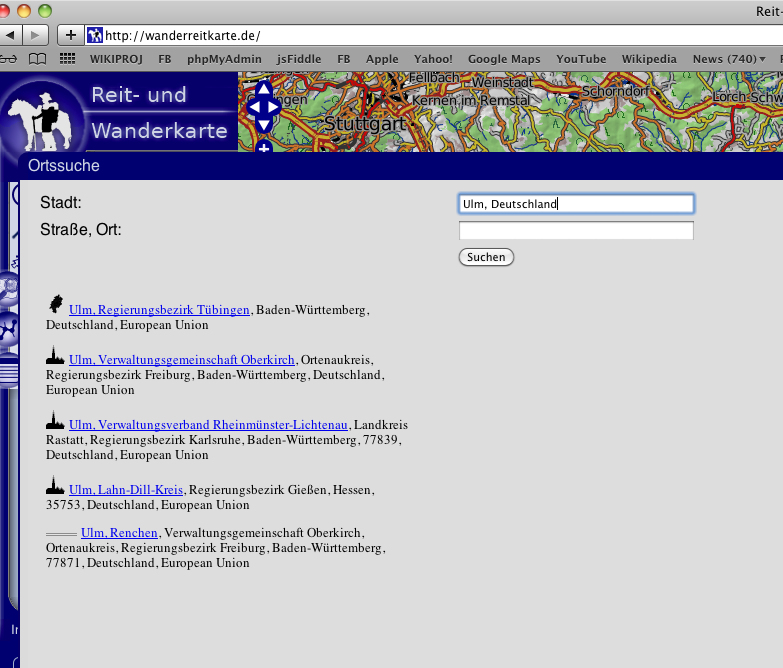 Reit-
http://wanderreitkarte.de/
WIKIPROJ FB phpMyAdmin jsFiddle FB Apple Yahoo! Google Maps YouTube Wikipedia News (740)
Reit- und
Wanderkarte
Fellbach
Weinstadt
Schorndorf
Lorch
Kernen im Remstal
Stuttgart
Ortssuche
Stadt:
Ulm, Deutschland
Straße, Ort:
Suchen
Ulm, Regierungsbezirk Tübingen, Baden-Württemberg,
Deutschland, European Union
Ulm, Verwaltungsgemeinschaft Oberkirch, Ortenaukreis,
Regierungsbezirk Freiburg, Baden-Württemberg, Deutschland,
European Union
Ulm, Verwaltungsverband Rheinmünster-Lichtenau, Landkreis
Rastatt, Regierungsbezirk Karlsruhe, Baden-Württemberg, 77839,
Deutschland, European Union
Ulm, Lahn-Dill-Kreis, Regierungsbezirk Gießen, Hessen,
35753, Deutschland, European Union
Ulm, Renchen, Verwaltungsgemeinschaft Oberkirch,
Ortenaukreis, Regierungsbezirk Freiburg, Baden-Württemberg,
77871, Deutschland, European Union